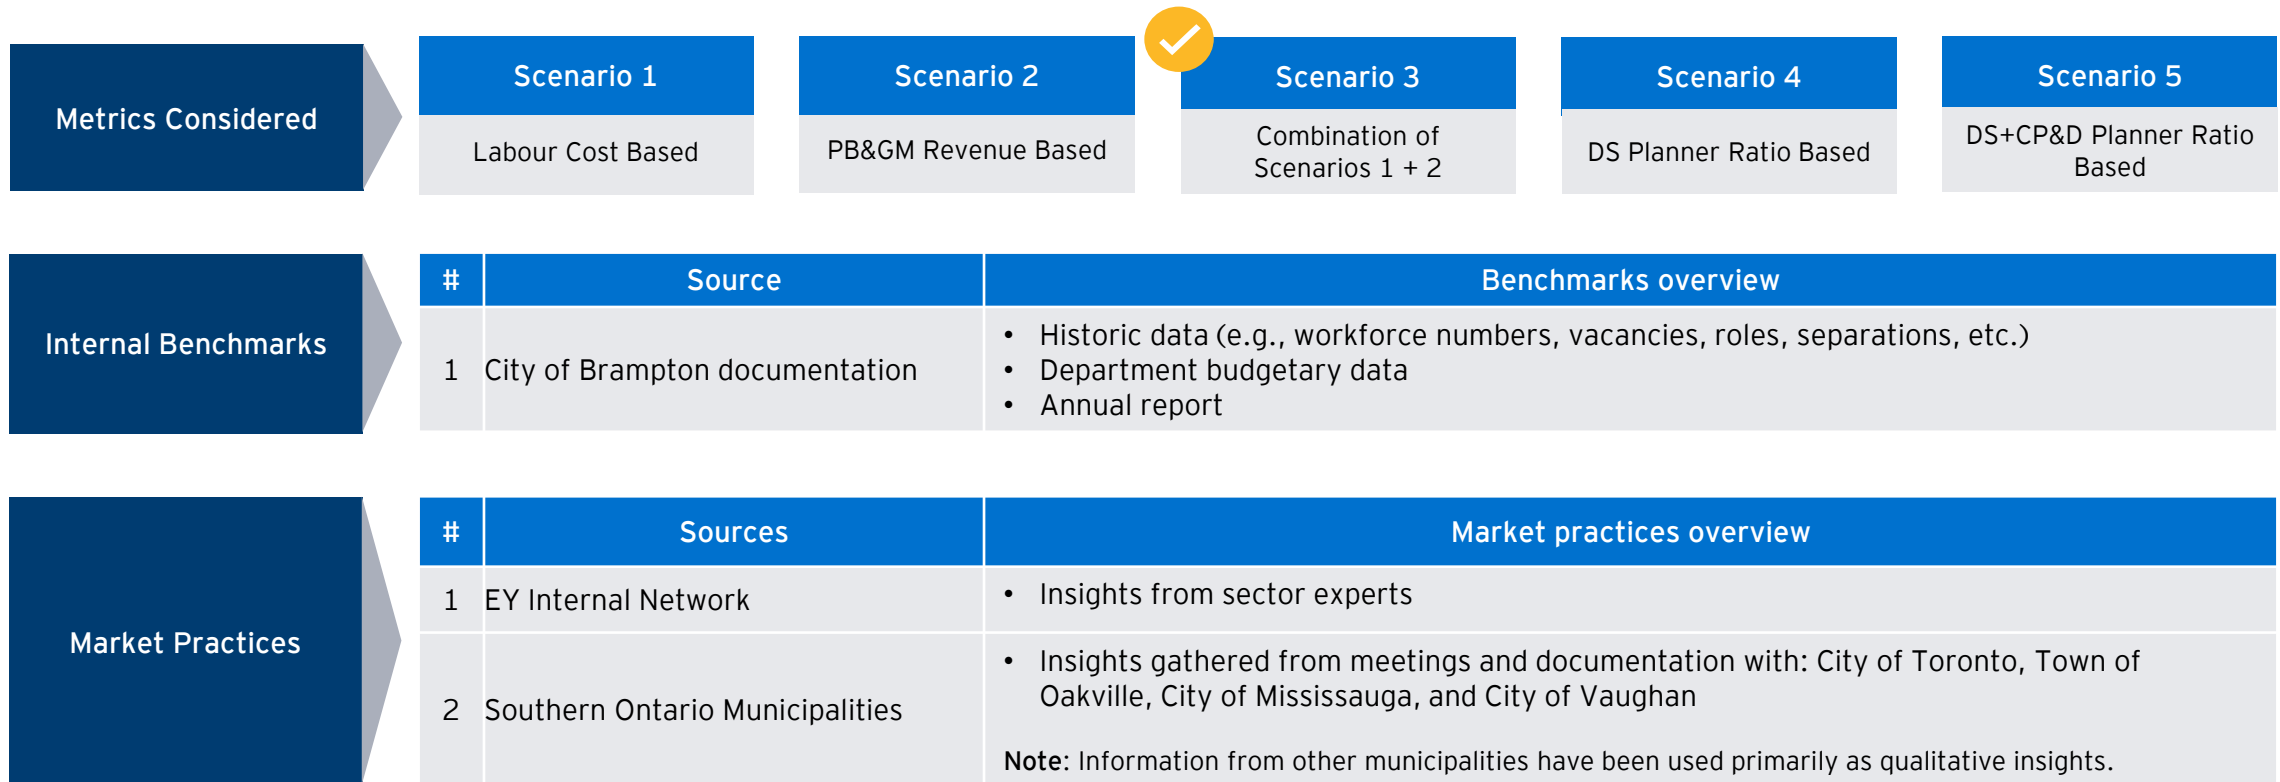 Metrics Considered
Scenario 1
Labour Cost Based
Scenario 2
PB&GM Revenue Based
Scenario 3
Combination of
Scenarios 1 + 2
Scenario 4
DS Planner Ratio Based
Scenario 5
DS+CP&D Planner Ratio
Based
Internal Benchmarks
# Source Benchmarks overview
1 City of Brampton documentation
• Historic data (e.g., workforce numbers, vacancies, roles, separations, etc.)
• Department budgetary data
• Annual report
Market Practices
# Sources Market practices overview
1 EY Internal Network • Insights from sector experts
2 Southern Ontario Municipalities
• Insights gathered from meetings and documentation with: City of Toronto, Town of
Oakville, City of Mississauga, and City of Vaughan
Note: Information from other municipalities have been used primarily as qualitative insights.